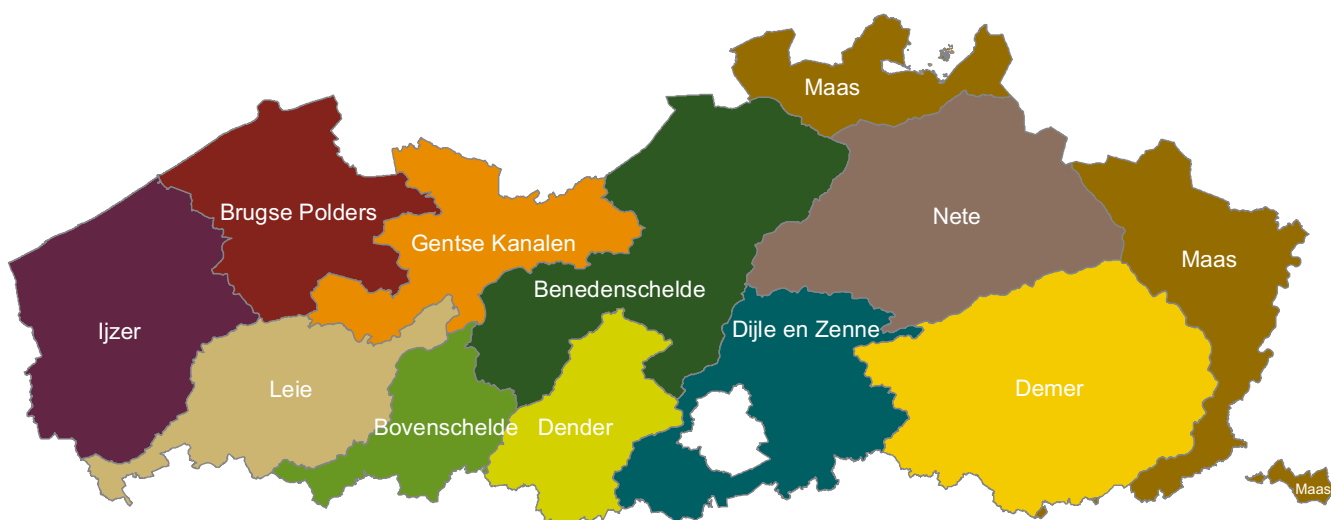 Maas
Brugse Polders
Nete
Gentse Kanalen
Maas
Benedenschelde
Ijzer
Dijle en Zenne
Leie
Demer
Bovenschelde
Dender
Maas